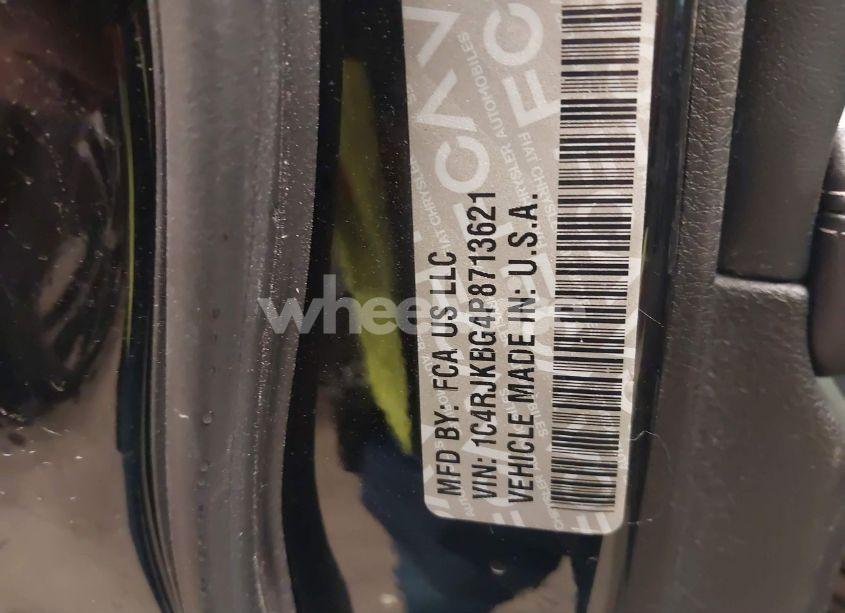 MFD BY: FCA US LLC
VIN: 1C4RJKBG4P8713621
VEHICLE MADE IN U.S.A.